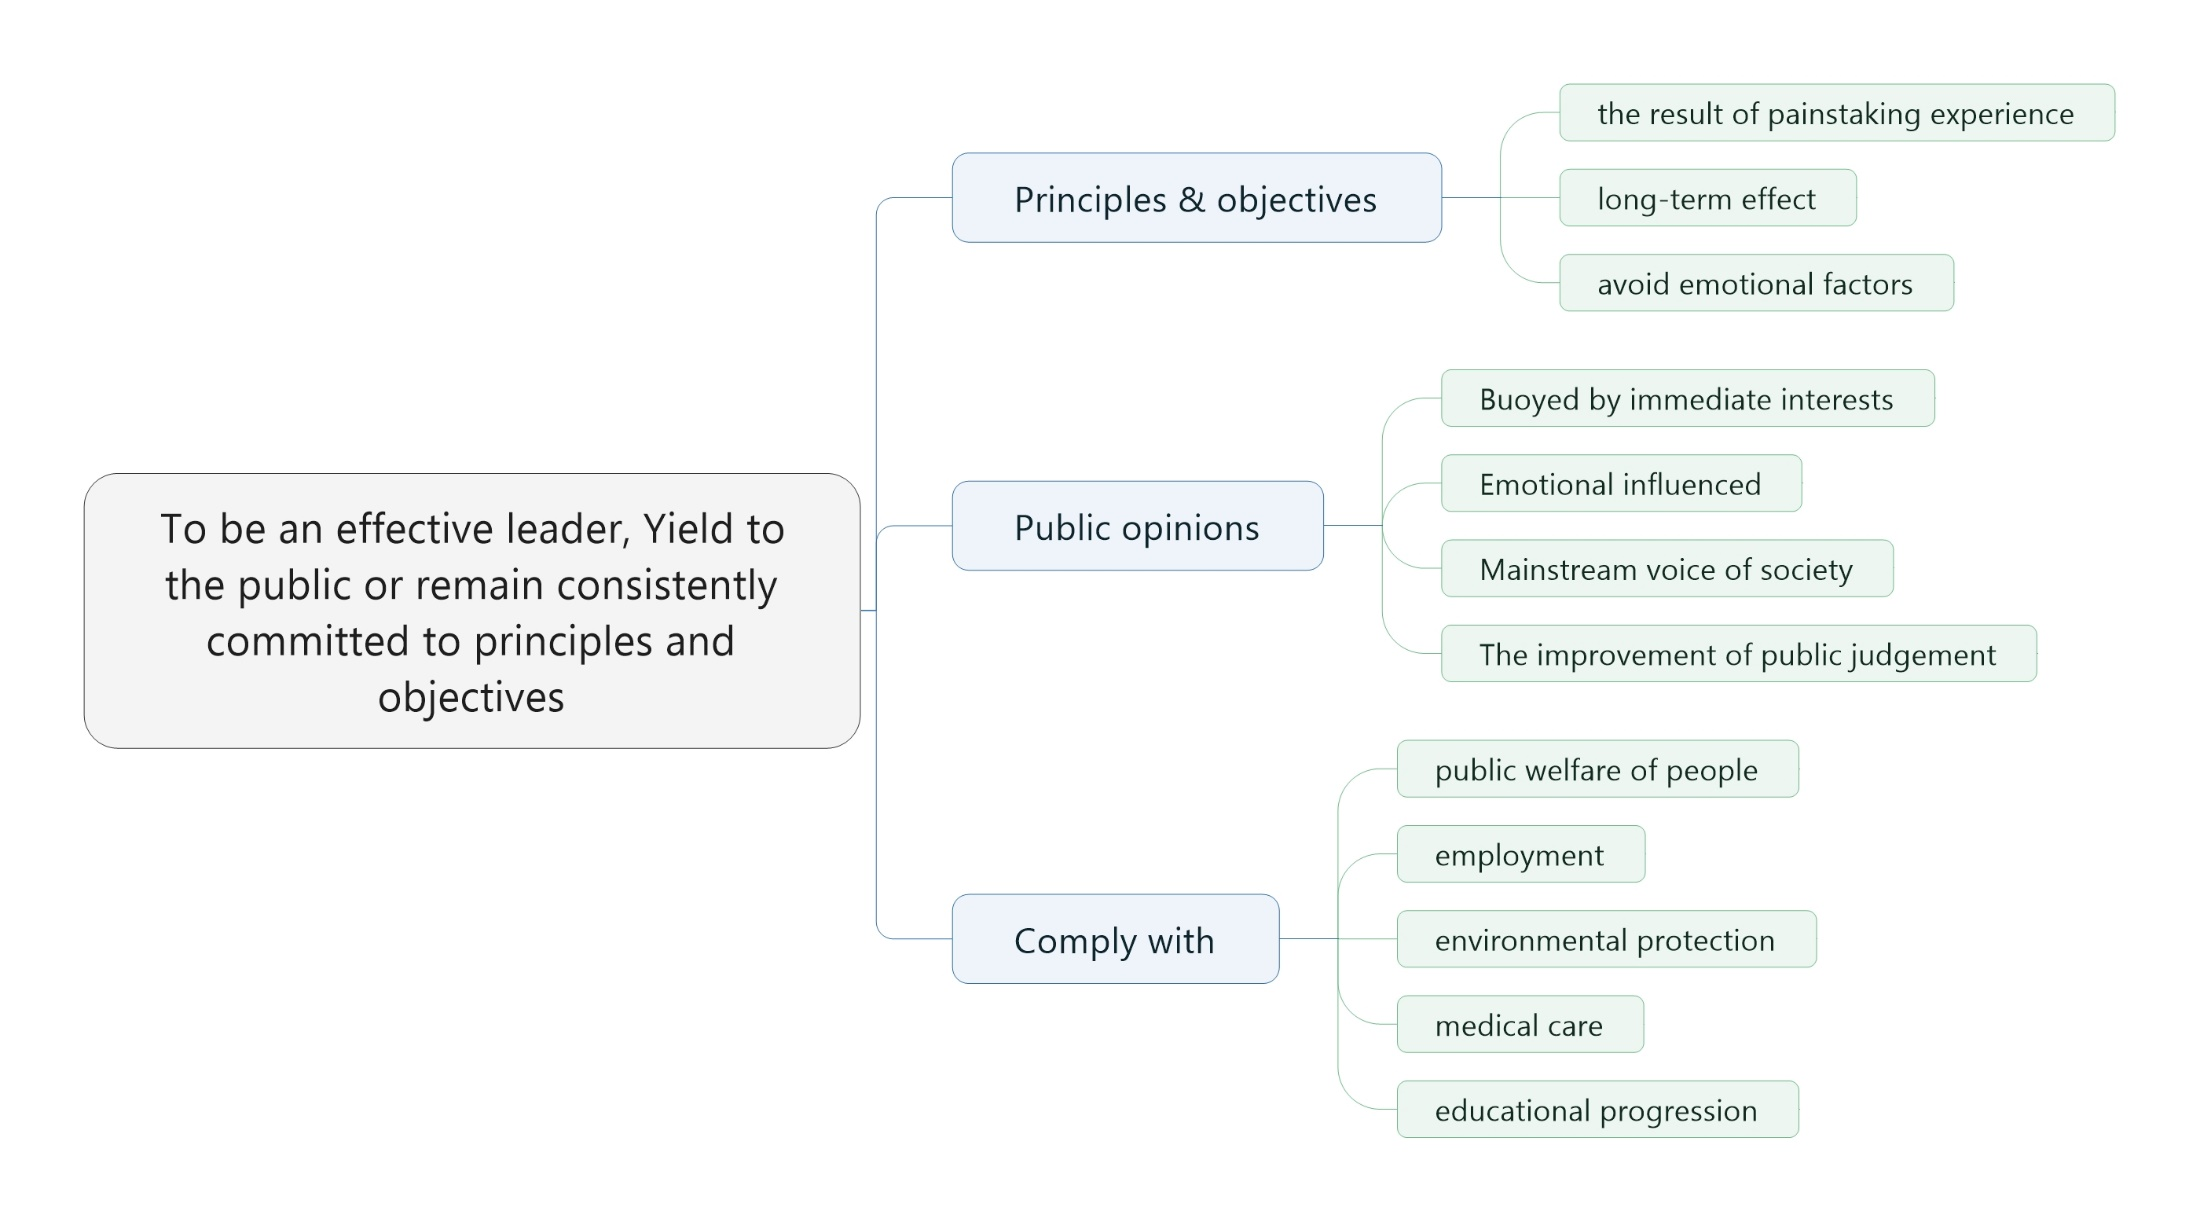 To be an effective leader, Yield to
the public or remain consistently
committed to principles and
objectives
Principles & objectives
the result of painstaking experience
long-term effect
avoid emotional factors
Public opinions
Buoyed by immediate interests
Emotional influenced
Mainstream voice of society
The improvement of public judgement
Comply with
public welfare of people
employment
environmental protection
medical care
educational progression